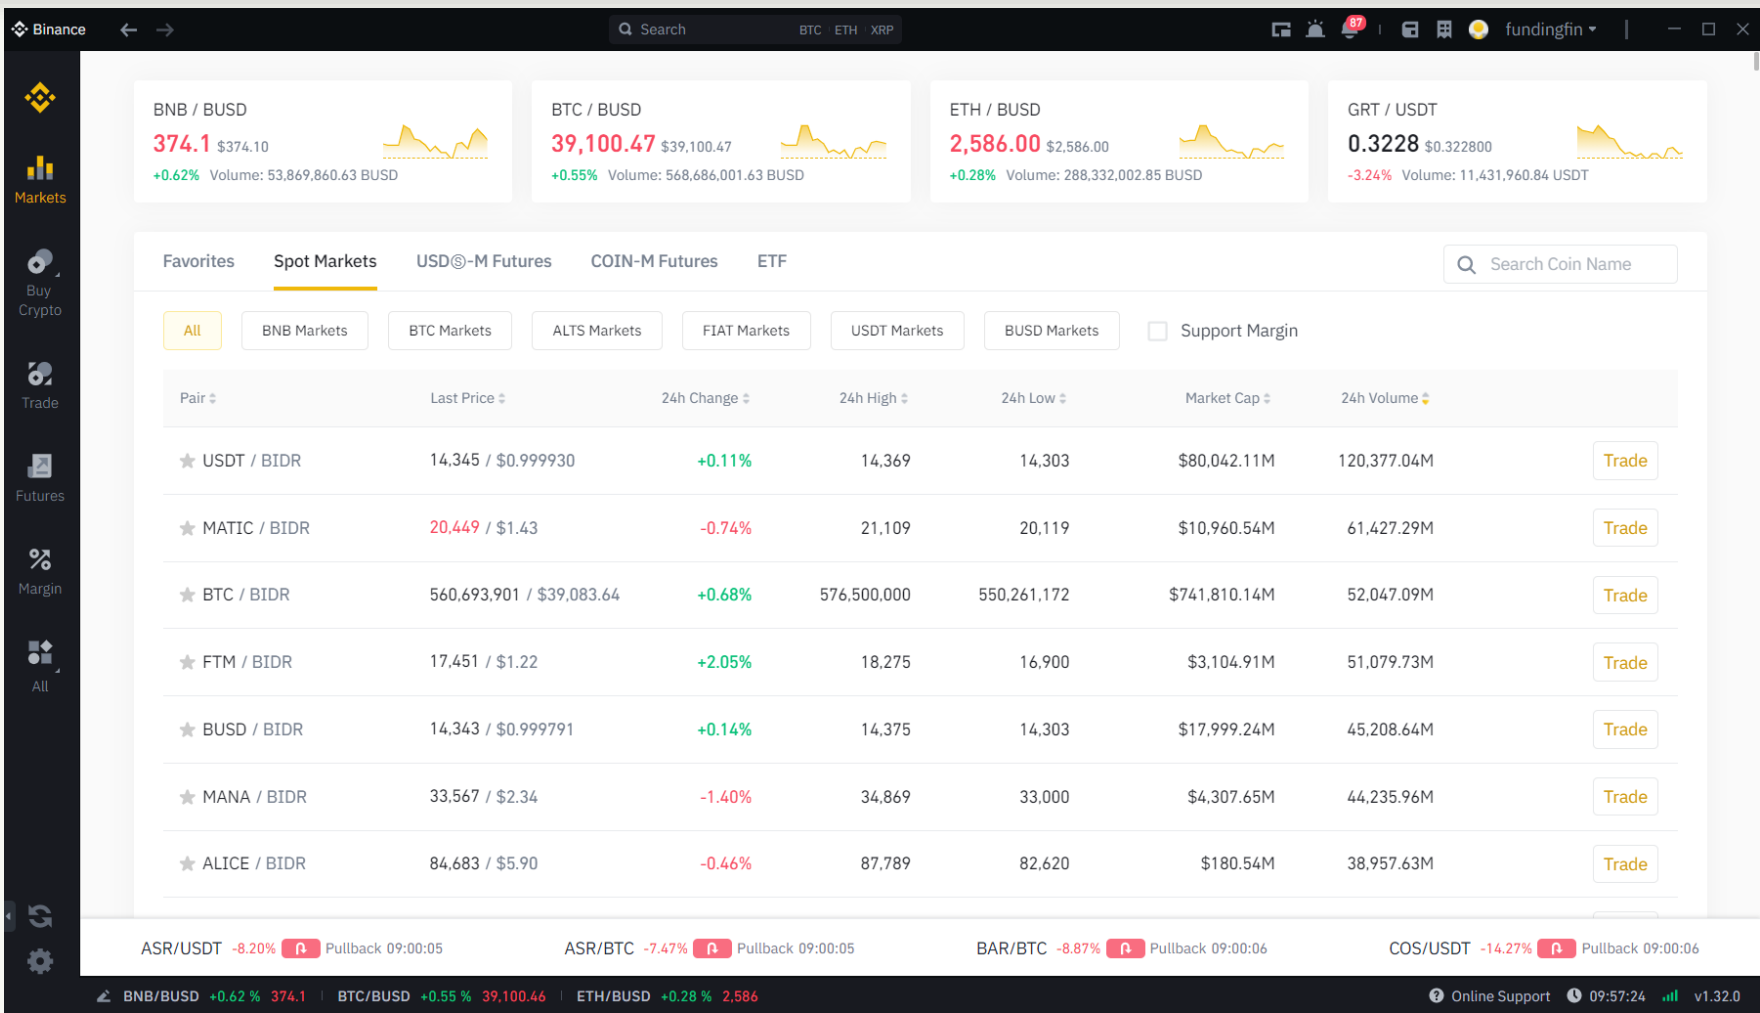 Binance
Search BTC ETH XRP
87
fundingfin
Markets
Buy
Crypto
Trade
Futures
Margin
All
BNB / BUSD
374.1 $374.10
+0.62% Volume: 53,869,860.63 BUSD
BTC / BUSD
39,100.47 $39,100.47
+0.55% Volume: 568,686,001.63 BUSD
ETH / BUSD
2,586.00 $2,586.00
+0.28% Volume: 288,332,002.85 BUSD
GRT / USDT
0.3228 $0.322800
-3.24% Volume: 11,431,960.84 USDT
Favorites Spot Markets USDⓈ-M Futures COIN-M Futures ETF Search Coin Name
All BNB Markets BTC Markets ALTS Markets FIAT Markets USDT Markets BUSD Markets Support Margin
Pair Last Price 24h Change 24h High 24h Low Market Cap 24h Volume
USDT / BIDR 14,345 / $0.999930 +0.11% 14,369 14,303 $80,042.11M 120,377.04M Trade
MATIC / BIDR 20,449 / $1.43 -0.74% 21,109 20,119 $10,960.54M 61,427.29M Trade
BTC / BIDR 560,693,901 / $39,083.64 +0.68% 576,500,000 550,261,172 $741,810.14M 52,047.09M Trade
FTM / BIDR 17,451 / $1.22 +2.05% 18,275 16,900 $3,104.91M 51,079.73M Trade
BUSD / BIDR 14,343 / $0.999791 +0.14% 14,375 14,303 $17,999.24M 45,208.64M Trade
MANA / BIDR 33,567 / $2.34 -1.40% 34,869 33,000 $4,307.65M 44,235.96M Trade
ALICE / BIDR 84,683 / $5.90 -0.46% 87,789 82,620 $180.54M 38,957.63M Trade
ASR/USDT -8.20% Pullback 09:00:05 ASR/BTC -7.47% Pullback 09:00:05 BAR/BTC -8.87% Pullback 09:00:06 COS/USDT -14.27% Pullback 09:00:06
BNB/BUSD +0.62 % 374.1 BTC/BUSD +0.55 % 39,100.46 ETH/BUSD +0.28 % 2,586 Online Support 09:57:24 v1.32.0